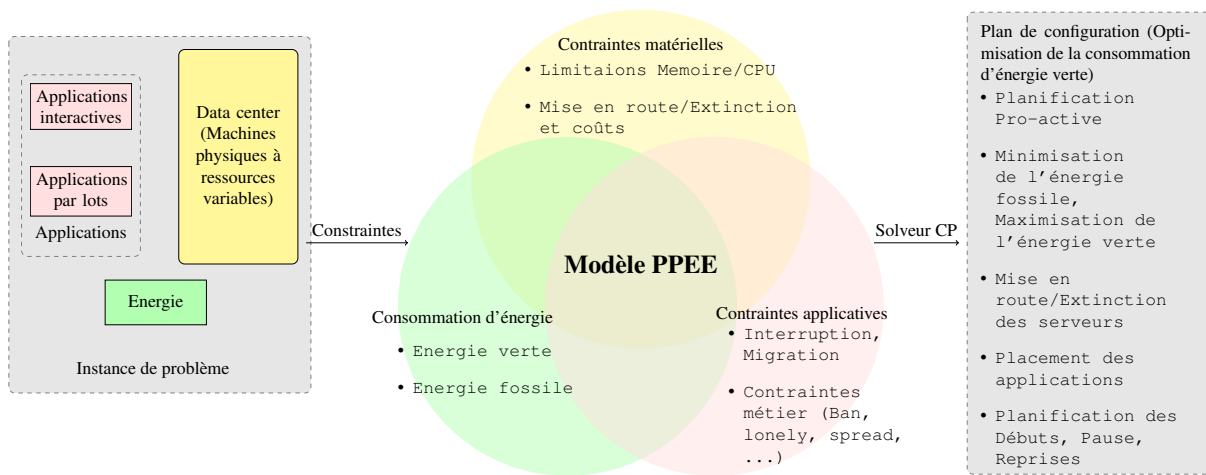 Applications
interactives
Applications
par lots
Applications
Data center
(Machines
physiques à
ressources
variables)
Energie
Instance de problème
Constraintes
Contraintes matérielles
• Limitaions Memoire/CPU
• Mise en route/Extinction
et coûts
Modèle PPEE
Consommation d'énergie
• Energie verte
• Energie fossile
Contraintes applicatives
• Interruption,
Migration
• Contraintes
métier (Ban,
lonely, spread,
...)
Solveur CP
Plan de configuration (Opti-
misation de la consommation
d'énergie verte)
• Planification
Pro-active
• Minimisation
de l'énergie
fossile,
Maximisation de
l'énergie verte
• Mise en
route/Extinction
des serveurs
• Placement des
applications
• Planification des
Débuts, Pause,
Reprises